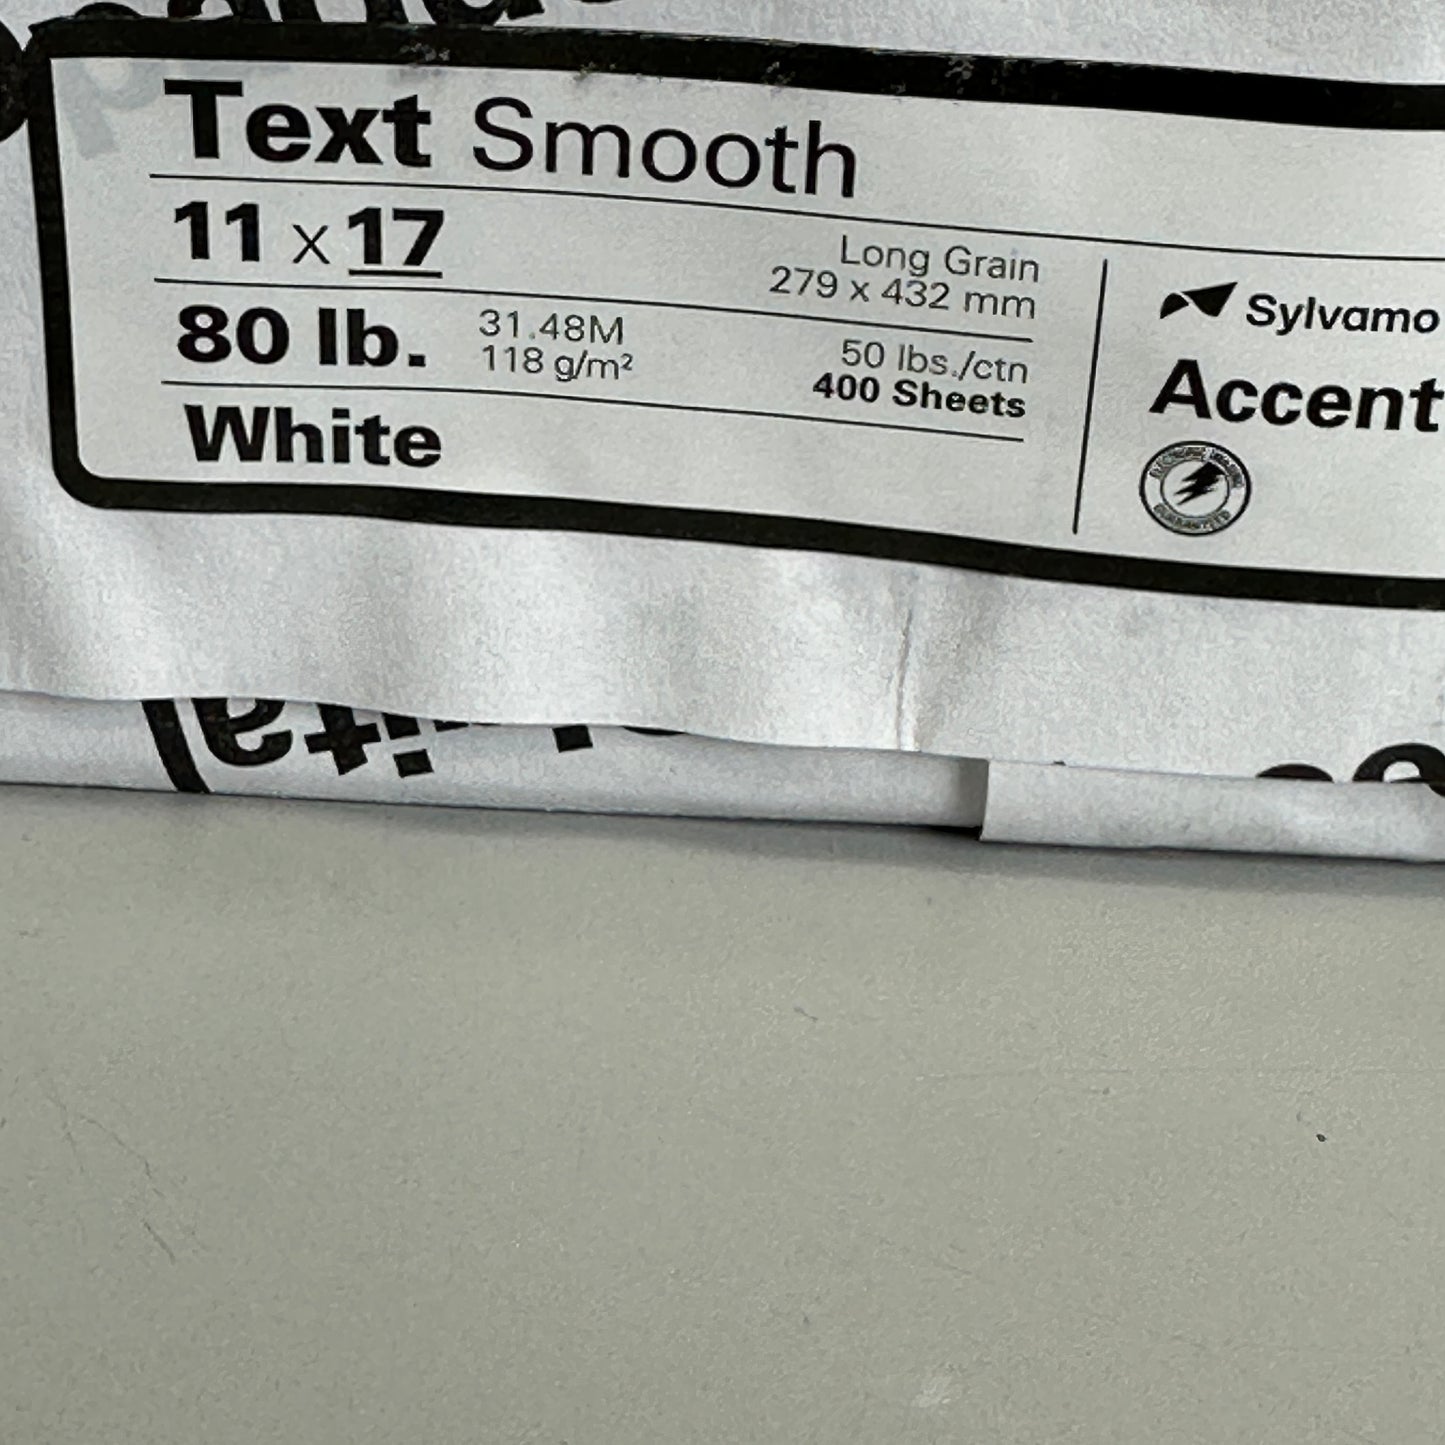 Text Smooth
11 x 17
Long Grain
279 x 432 mm
80 lb.
31.48M
118 g/m²
50 lbs./ctn
400 Sheets
White
Sylvamo
Accent
GUARANTEED